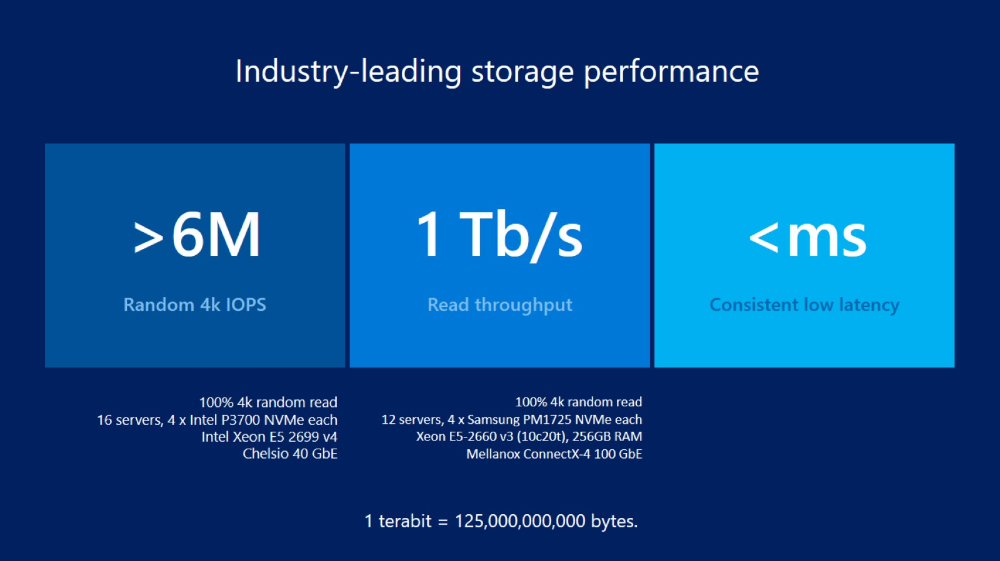 Industry-leading storage performance
>6M
Random 4k IOPS
1 Tb/s
Read throughput
<ms
Consistent low latency
100% 4k random read
16 servers, 4 x Intel P3700 NVMe each
Intel Xeon E5 2699 v4
Chelsio 40 GbE
100% 4k random read
12 servers, 4 x Samsung PM1725 NVMe each
Xeon E5-2660 v3 (10c20t), 256GB RAM
Mellanox ConnectX-4 100 GbE
1 terabit = 125,000,000,000 bytes.